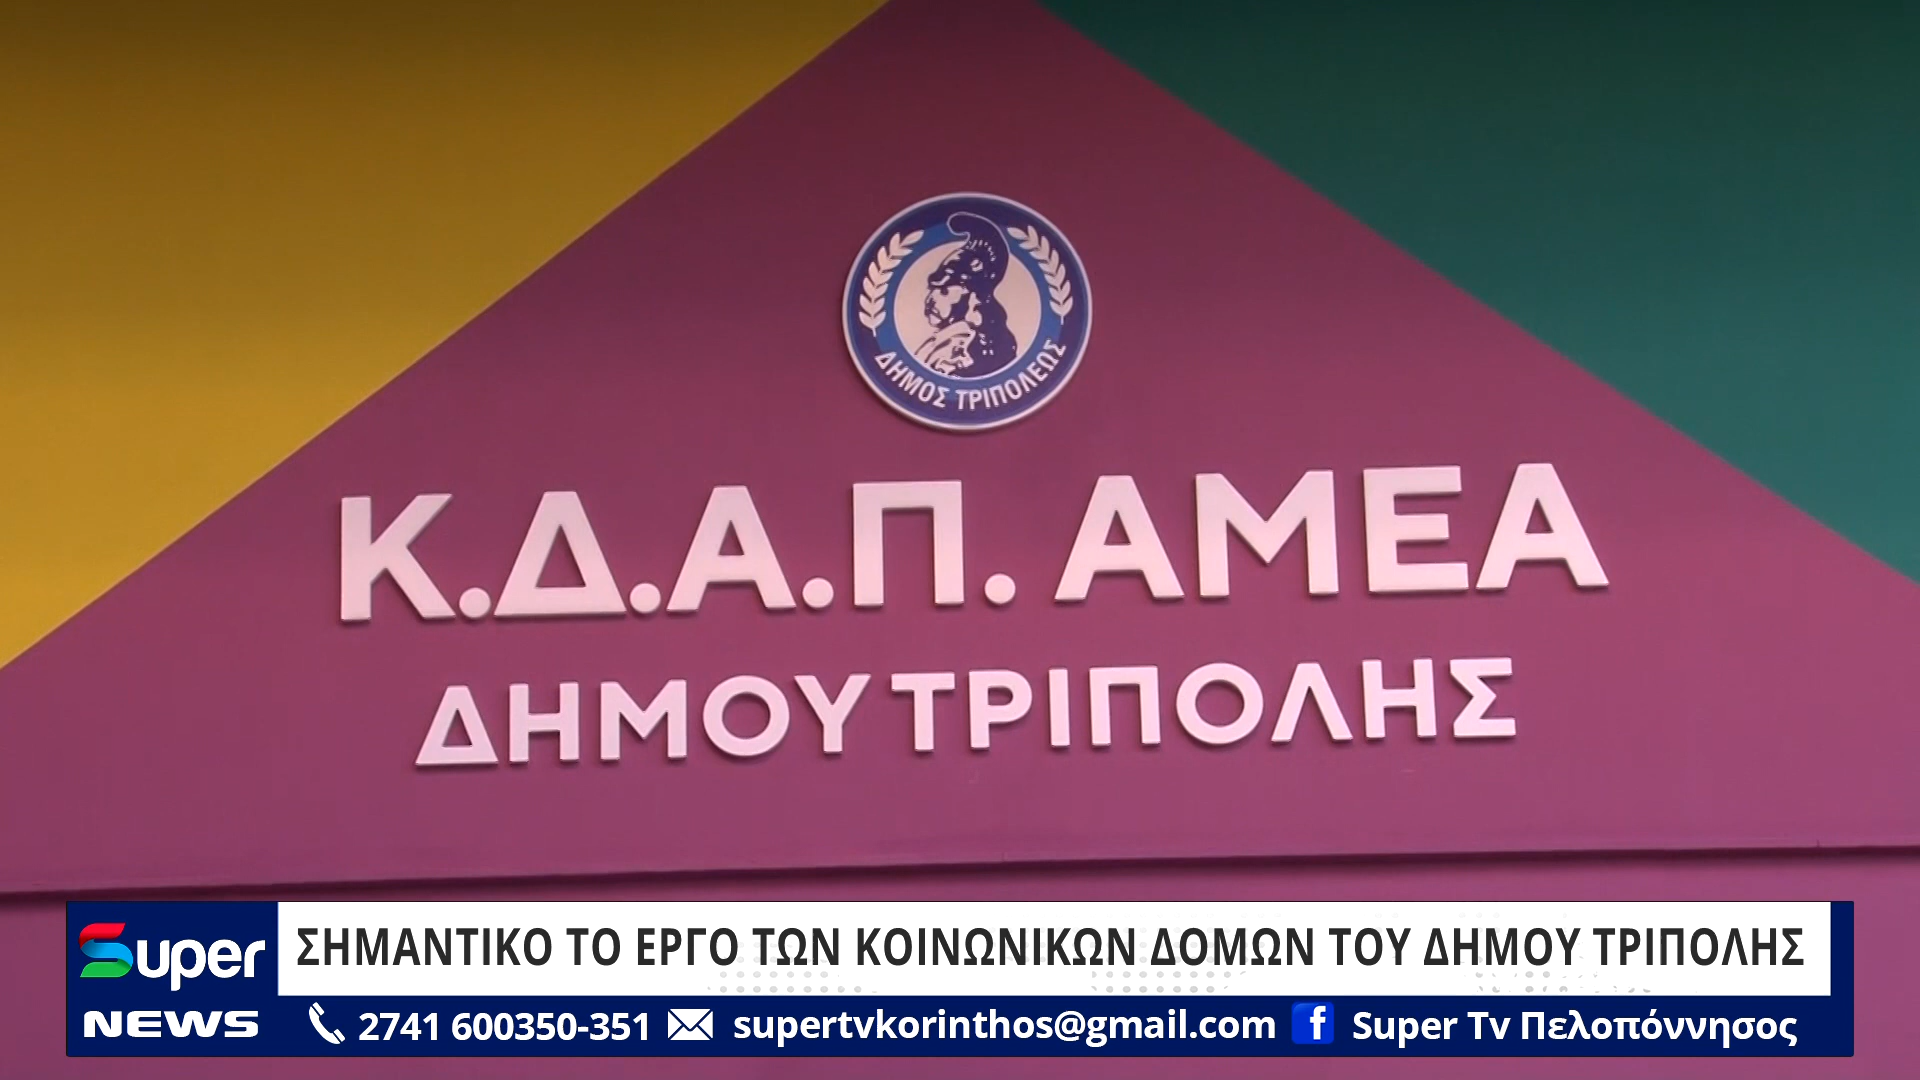 ΔΗΜΟΣ ΤΡΙΠΟΛΕΩΣ
Κ.Δ.Α.Π. ΑΜΕΑ
ΔΗΜΟΥ ΤΡΙΠΟΛΗΣ
Super NEWS
ΣΗΜΑΝΤΙΚΟ ΤΟ ΕΡΓΟ ΤΩΝ ΚΟΙΝΩΝΙΚΩΝ ΔΟΜΩΝ ΤΟΥ ΔΗΜΟΥ ΤΡΙΠΟΛΗΣ
2741 600350-351 supertvkorinthos@gmail.com f Super Tv Πελοπόννησος